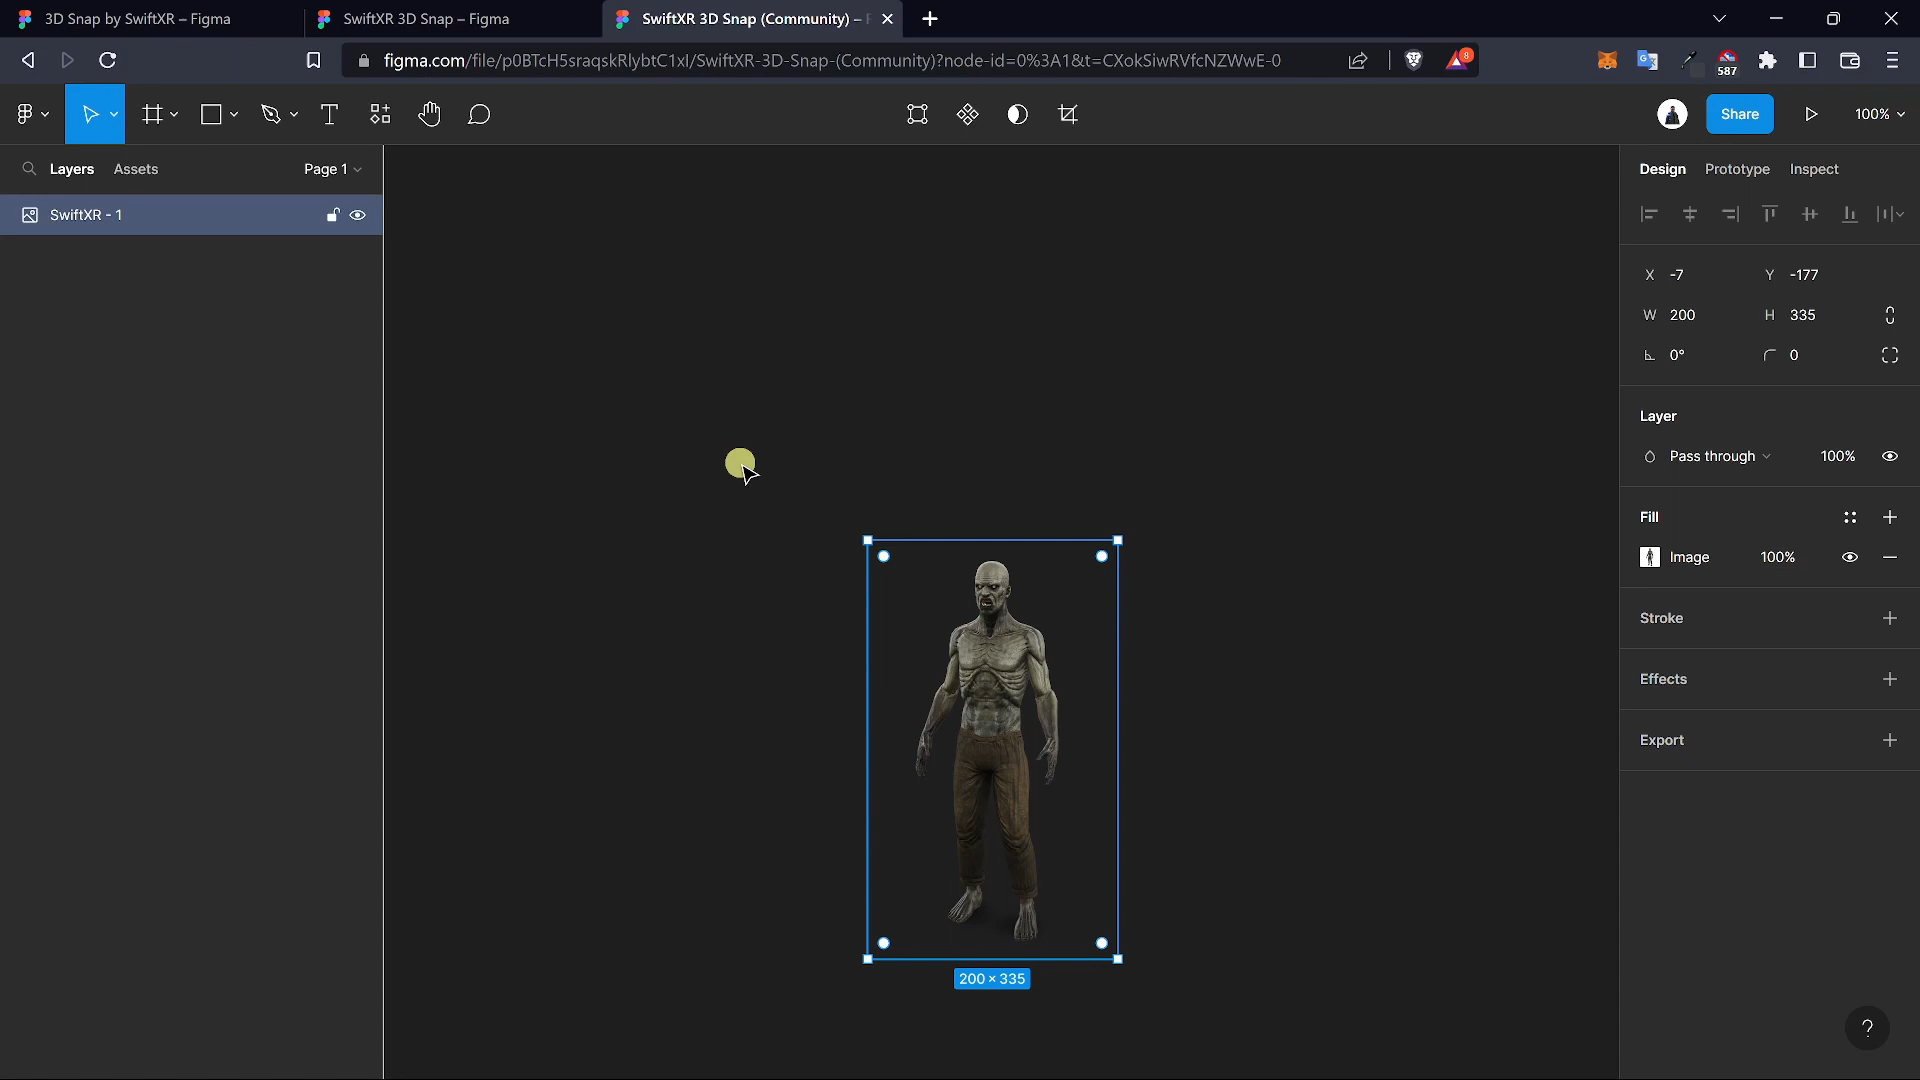 3D Snap by SwiftXR – Figma
SwiftXR 3D Snap – Figma
SwiftXR 3D Snap (Community) – F
figma.com/file/p0BTcH5sraqskRlybtC1xl/SwiftXR-3D-Snap-(Community)?node-id=0%3A1&t=CXokSiwRVfcNZWwE-0
8
587
Share
100%
Layers
Assets
Page 1
Design
Prototype
Inspect
SwiftXR - 1
X -7
Y -177
W 200
H 335
0°
0
Layer
Pass through
100%
Fill
Image
100%
Stroke
Effects
Export
200 × 335
?